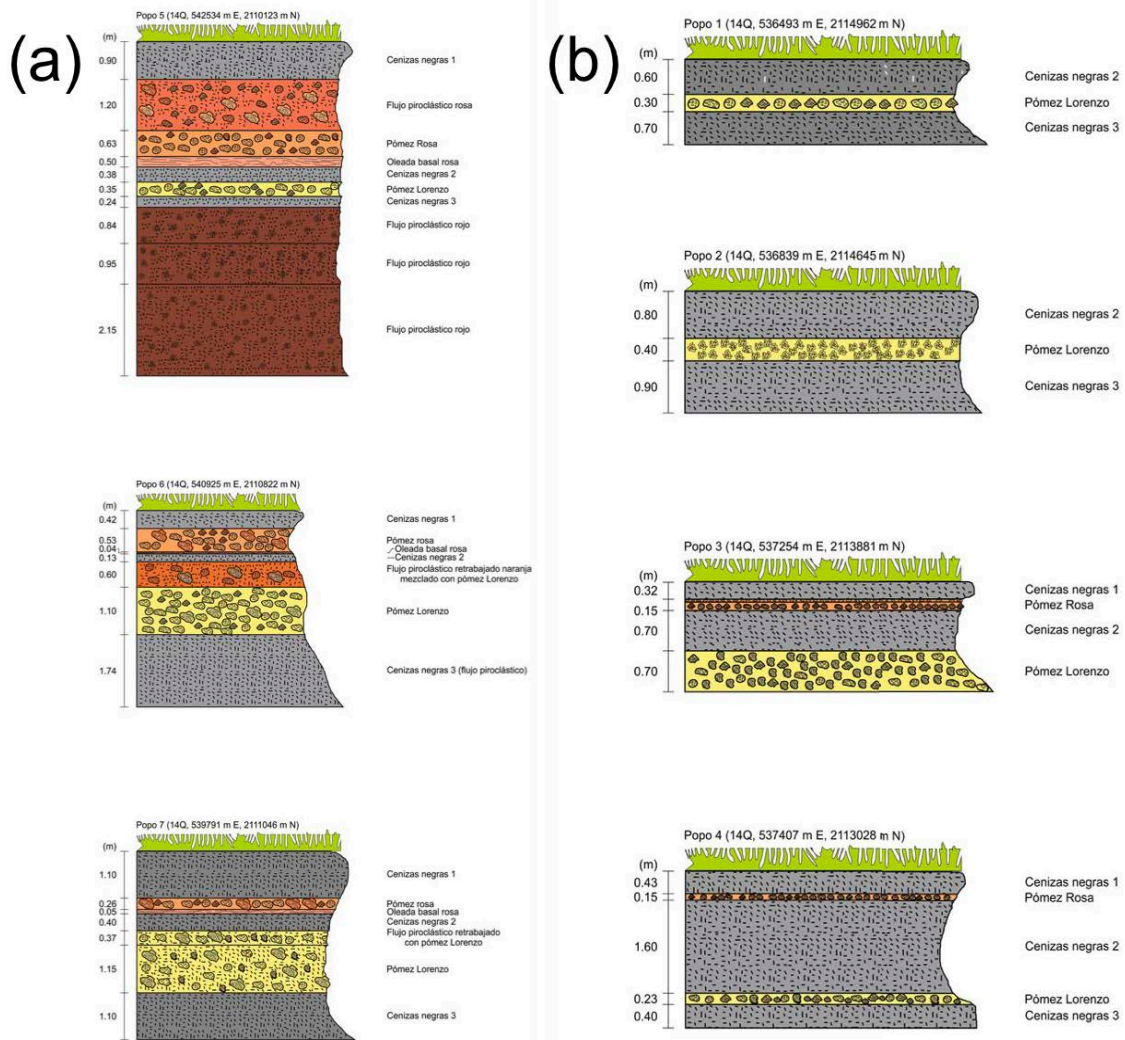 (a)
Popo 5 (14Q, 542534 m E, 2110123 m N)
(m)
0.90 Cenizas negras 1
1.20 Flujo piroclástico rosa
0.63 Pómez Rosa
0.50 Oleada basal rosa
0.38 Cenizas negras 2
0.35 Pómez Lorenzo
0.24 Cenizas negras 3
0.84 Flujo piroclástico rojo
0.95 Flujo piroclástico rojo
2.15 Flujo piroclástico rojo
Popo 6 (14Q, 540925 m E, 2110822 m N)
(m)
0.42 Cenizas negras 1
0.53 Pómez rosa
0.04 Oleada basal rosa
0.13 Cenizas negras 2
0.60 Flujo piroclástico retrabajado naranja
mezclado con pómez Lorenzo
1.10 Pómez Lorenzo
1.74 Cenizas negras 3 (flujo piroclástico)
Popo 7 (14Q, 539791 m E, 2111046 m N)
(m)
1.10 Cenizas negras 1
0.26 Pómez rosa
0.05 Oleada basal rosa
0.40 Cenizas negras 2
0.37 Flujo piroclástico retrabajado
con pómez Lorenzo
1.15 Pómez Lorenzo
1.10 Cenizas negras 3
(b)
Popo 1 (14Q, 536493 m E, 2114962 m N)
(m)
0.60 Cenizas negras 2
0.30 Pómez Lorenzo
0.70 Cenizas negras 3
Popo 2 (14Q, 536839 m E, 2114645 m N)
(m)
0.80 Cenizas negras 2
0.40 Pómez Lorenzo
0.90 Cenizas negras 3
Popo 3 (14Q, 537254 m E, 2113881 m N)
(m)
0.32 Cenizas negras 1
0.15 Pómez Rosa
0.70 Cenizas negras 2
0.70 Pómez Lorenzo
Popo 4 (14Q, 537407 m E, 2113028 m N)
(m)
0.43 Cenizas negras 1
0.15 Pómez Rosa
1.60 Cenizas negras 2
0.23 Pómez Lorenzo
0.40 Cenizas negras 3